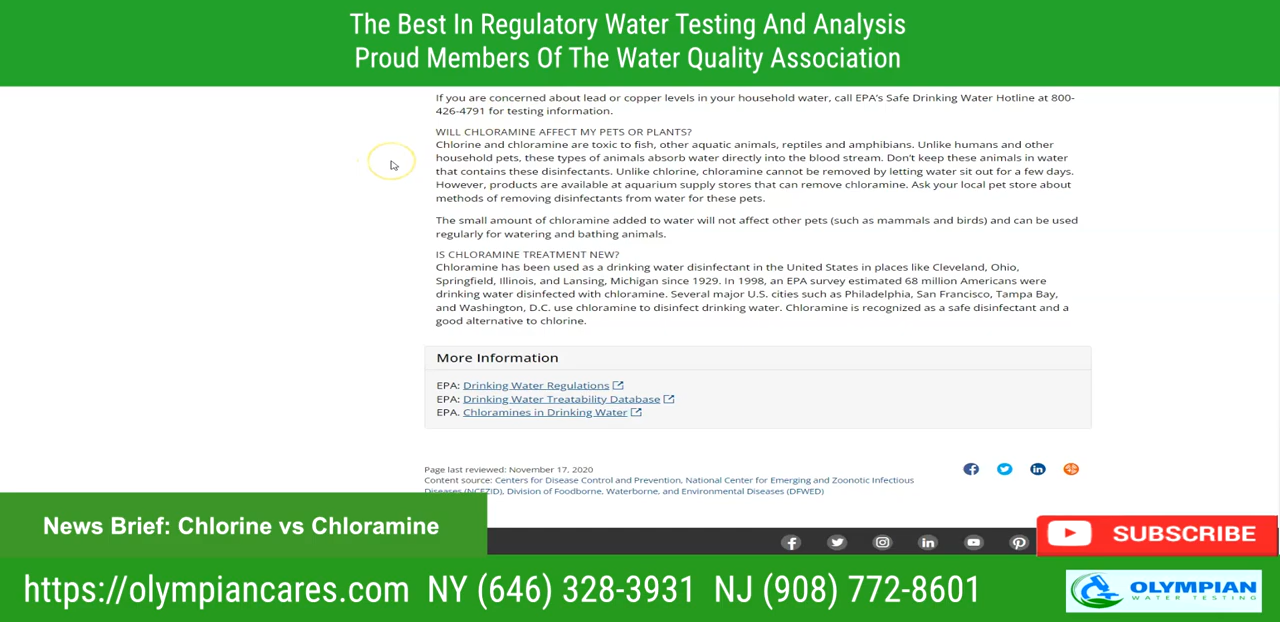 The Best In Regulatory Water Testing And Analysis
Proud Members Of The Water Quality Association
If you are concerned about lead or copper levels in your household water, call EPA's Safe Drinking Water Hotline at 800-
426-4791 for testing information.
WILL CHLORAMINE AFFECT MY PETS OR PLANTS?
Chlorine and chloramine are toxic to fish, other aquatic animals, reptiles and amphibians. Unlike humans and other
household pets, these types of animals absorb water directly into the blood stream. Don't keep these animals in water
that contains these disinfectants. Unlike chlorine, chloramine cannot be removed by letting water sit out for a few days.
However, products are available at aquarium supply stores that can remove chloramine. Ask your local pet store about
methods of removing disinfectants from water for these pets.
The small amount of chloramine added to water will not affect other pets (such as mammals and birds) and can be used
regularly for watering and bathing animals.
IS CHLORAMINE TREATMENT NEW?
Chloramine has been used as a drinking water disinfectant in the United States in places like Cleveland, Ohio,
Springfield, Illinois, and Lansing, Michigan since 1929. In 1998, an EPA survey estimated 68 million Americans were
drinking water disinfected with chloramine. Several major U.S. cities such as Philadelphia, San Francisco, Tampa Bay,
and Washington, D.C. use chloramine to disinfect drinking water. Chloramine is recognized as a safe disinfectant and a
good alternative to chlorine.
More Information
EPA: Drinking Water Regulations
EPA: Drinking Water Treatability Database
EPA. Chloramines in Drinking Water
Page last reviewed: November 17, 2020
Content source: Centers for Disease Control and Prevention, National Center for Emerging and Zoonotic Infectious
Diseases (NCEZID), Division of Foodborne, Waterborne, and Environmental Diseases (DFWED)
News Brief: Chlorine vs Chloramine
SUBSCRIBE
https://olympiancares.com NY (646) 328-3931 NJ (908) 772-8601
OLYMPIAN
WATER TESTING